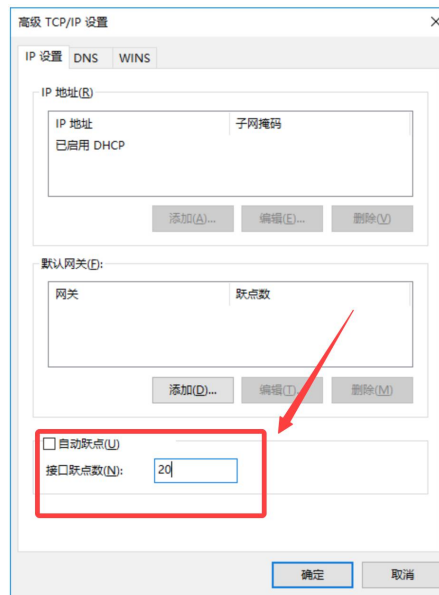 高级 TCP/IP 设置
IP 设置 DNS WINS
IP 地址(R)
IP 地址 子网掩码
已启用 DHCP
添加(A)... 编辑(E)... 删除(V)
默认网关(F):
网关 跃点数
添加(D)... 编辑(T)... 删除(M)
自动跃点(U)
接口跃点数(N): 20
确定 取消